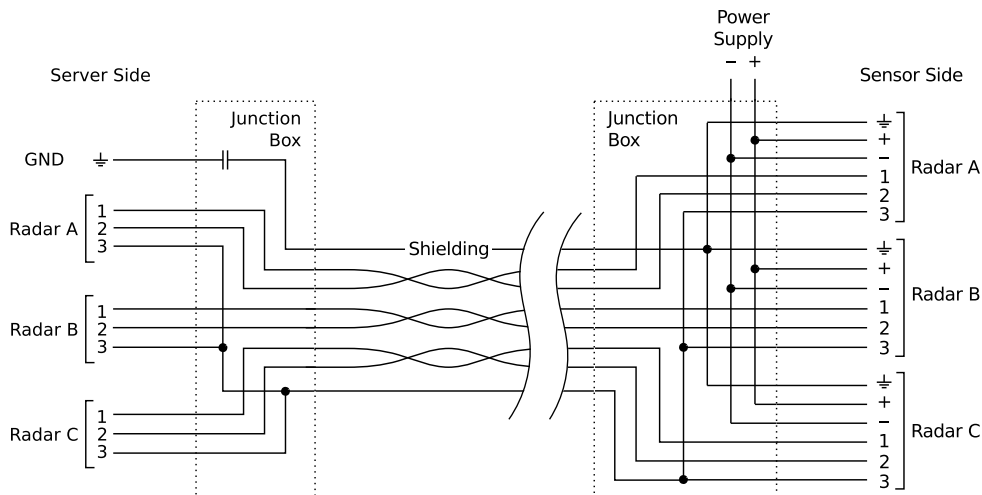 Power
Supply
− +
Server Side
Sensor Side
Junction
Box
Junction
Box
GND
Radar A
1
2
3
Radar B
1
2
3
Radar C
1
2
3
Shielding
+
−
1
2
3
Radar A
+
−
1
2
3
Radar B
+
−
1
2
3
Radar C